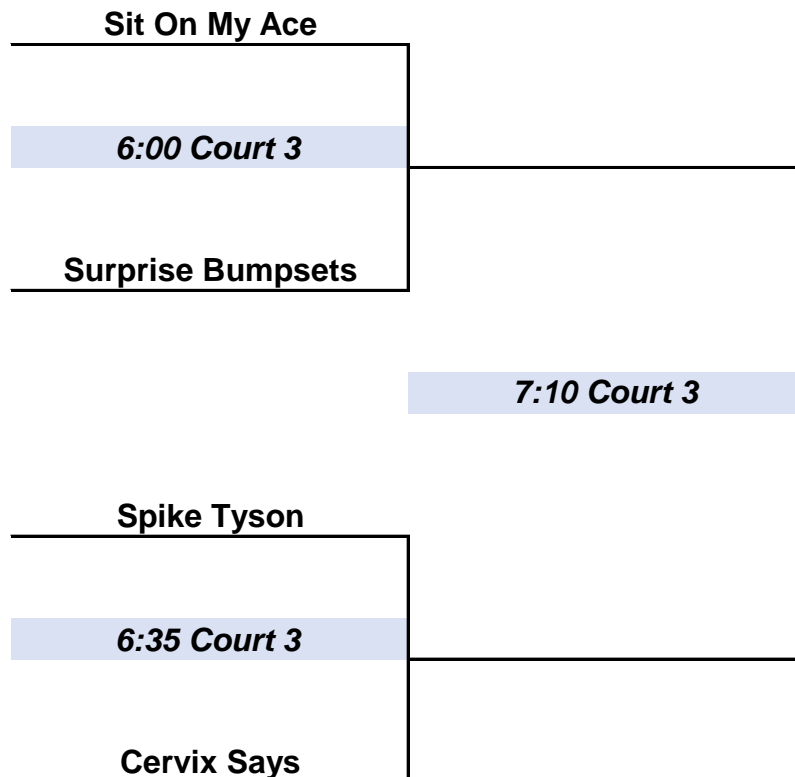 Sit On My Ace
6:00 Court 3
Surprise Bumpsets
7:10 Court 3
Spike Tyson
6:35 Court 3
Cervix Says